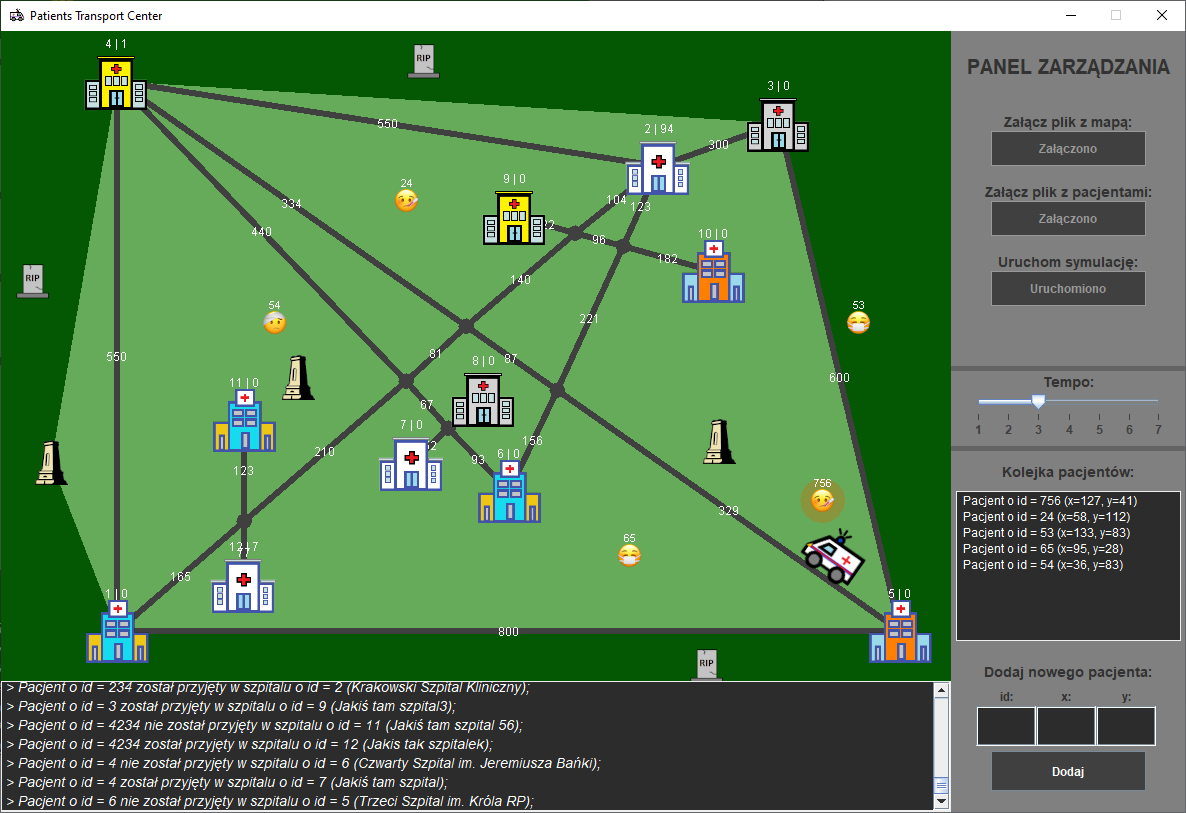 Patients Transport Center
4 | 1
RIP
3 | 0
550
2 | 94
300
24
9 | 0
334
104
123
440
22
96
10 | 0
182
RIP
140
54
53
221
550
81
8 | 0
87
600
11 | 0
67
7 | 0
156
210
93
6 | 0
123
756
329
65
165
1 | 0
5 | 0
800
RIP
> Pacjent o id = 234 został przyjęty w szpitalu o id = 2 (Krakowski Szpital Kliniczny);
> Pacjent o id = 3 został przyjęty w szpitalu o id = 9 (Jakiś tam szpital3);
> Pacjent o id = 4234 nie został przyjęty w szpitalu o id = 11 (Jakiś tam szpital 56);
> Pacjent o id = 4234 został przyjęty w szpitalu o id = 12 (Jakis tak szpitalek);
> Pacjent o id = 4 nie został przyjęty w szpitalu o id = 6 (Czwarty Szpital im. Jeremiusza Bańki);
> Pacjent o id = 4 został przyjęty w szpitalu o id = 7 (Jakiś tam szpital);
> Pacjent o id = 6 nie został przyjęty w szpitalu o id = 5 (Trzeci Szpital im. Króla RP);
PANEL ZARZĄDZANIA
Załącz plik z mapą:
Załączono
Załącz plik z pacjentami:
Załączono
Uruchom symulację:
Uruchomiono
Tempo:
1 2 3 4 5 6 7
Kolejka pacjentów:
Pacjent o id = 756 (x=127, y=41)
Pacjent o id = 24 (x=58, y=112)
Pacjent o id = 53 (x=133, y=83)
Pacjent o id = 65 (x=95, y=28)
Pacjent o id = 54 (x=36, y=83)
Dodaj nowego pacjenta:
id: x: y:
Dodaj